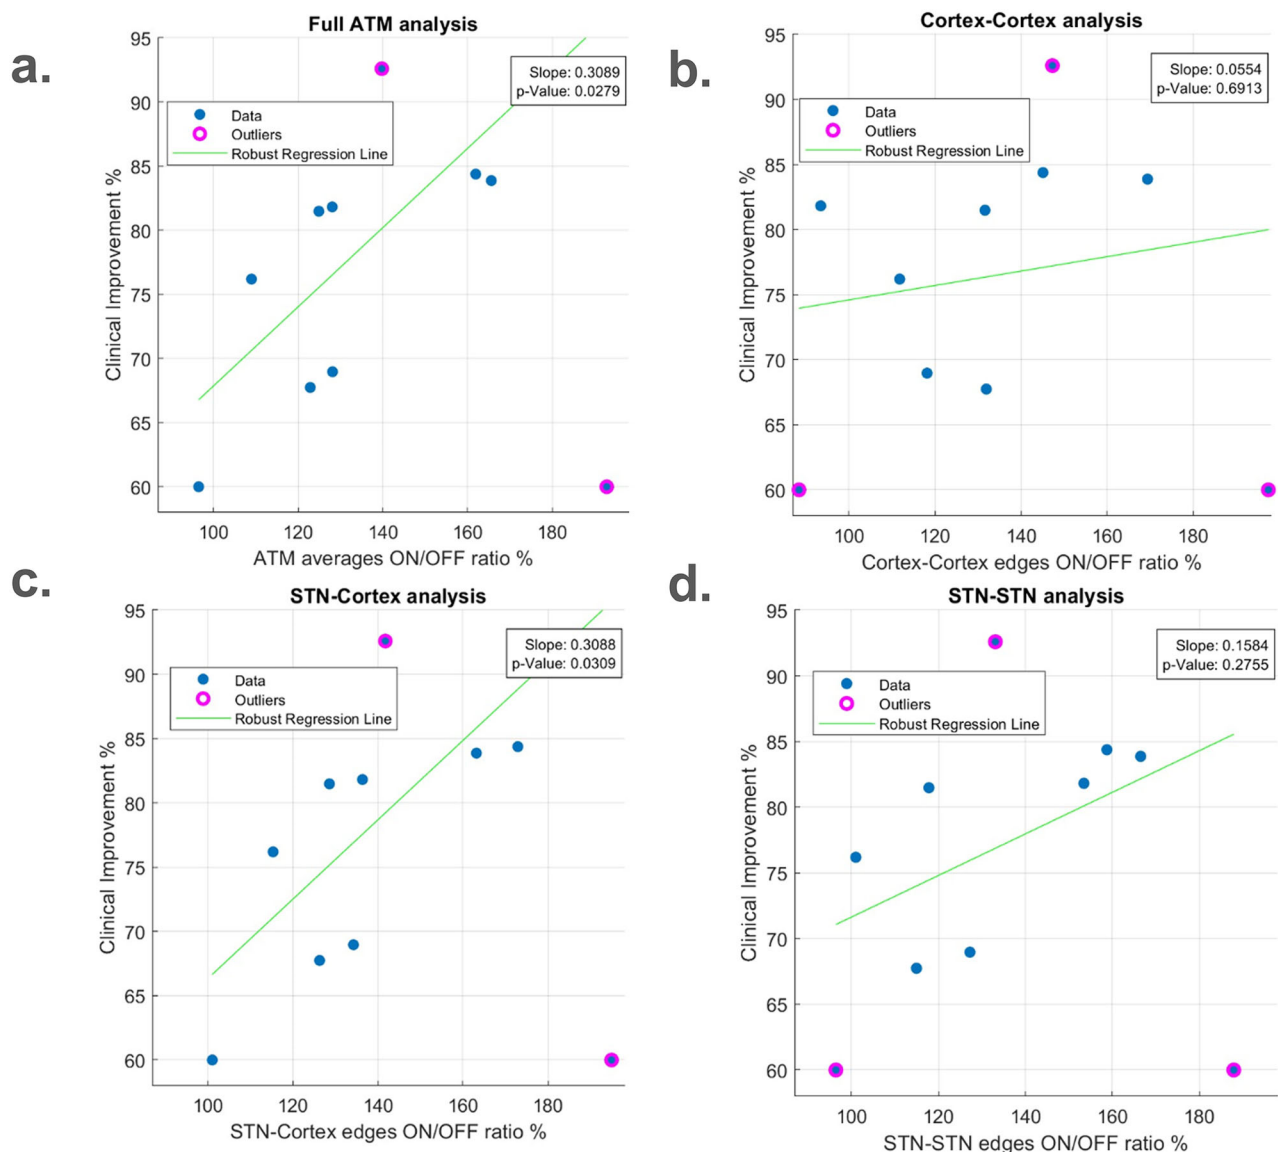 a.
Full ATM analysis
Slope: 0.3089
p-Value: 0.0279
Data
Outliers
Robust Regression Line
Clinical Improvement %
95
90
85
80
75
70
65
60
100 120 140 160 180
ATM averages ON/OFF ratio %
b.
Cortex-Cortex analysis
Slope: 0.0554
p-Value: 0.6913
Data
Outliers
Robust Regression Line
Clinical Improvement %
95
90
85
80
75
70
65
60
100 120 140 160 180
Cortex-Cortex edges ON/OFF ratio %
c.
STN-Cortex analysis
Slope: 0.3088
p-Value: 0.0309
Data
Outliers
Robust Regression Line
Clinical Improvement %
95
90
85
80
75
70
65
60
100 120 140 160 180
STN-Cortex edges ON/OFF ratio %
d.
STN-STN analysis
Slope: 0.1584
p-Value: 0.2755
Data
Outliers
Robust Regression Line
Clinical Improvement %
95
90
85
80
75
70
65
60
100 120 140 160 180
STN-STN edges ON/OFF ratio %